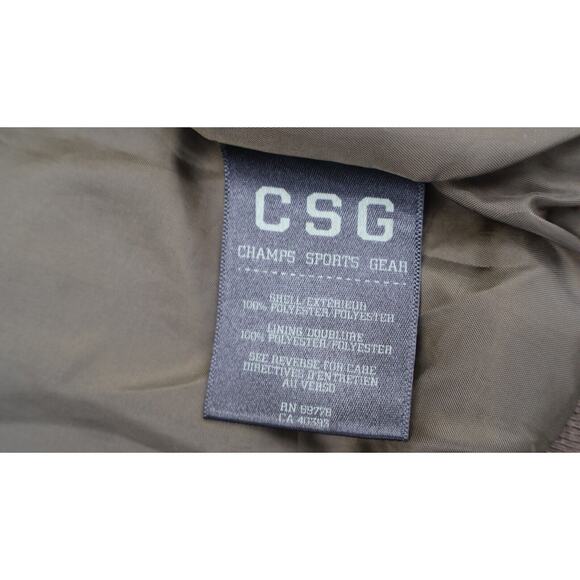 CSG
CHAMPS SPORTS GEAR
SHELL/EXTÉRIEUR
100% POLYESTER/POLYESTER
LINING/DOUBLURE
100% POLYESTER/POLYESTER
SEE REVERSE FOR CARE
DIRECTIVES D'ENTRETIEN
AU VERSO
RN 99778
CA 40393